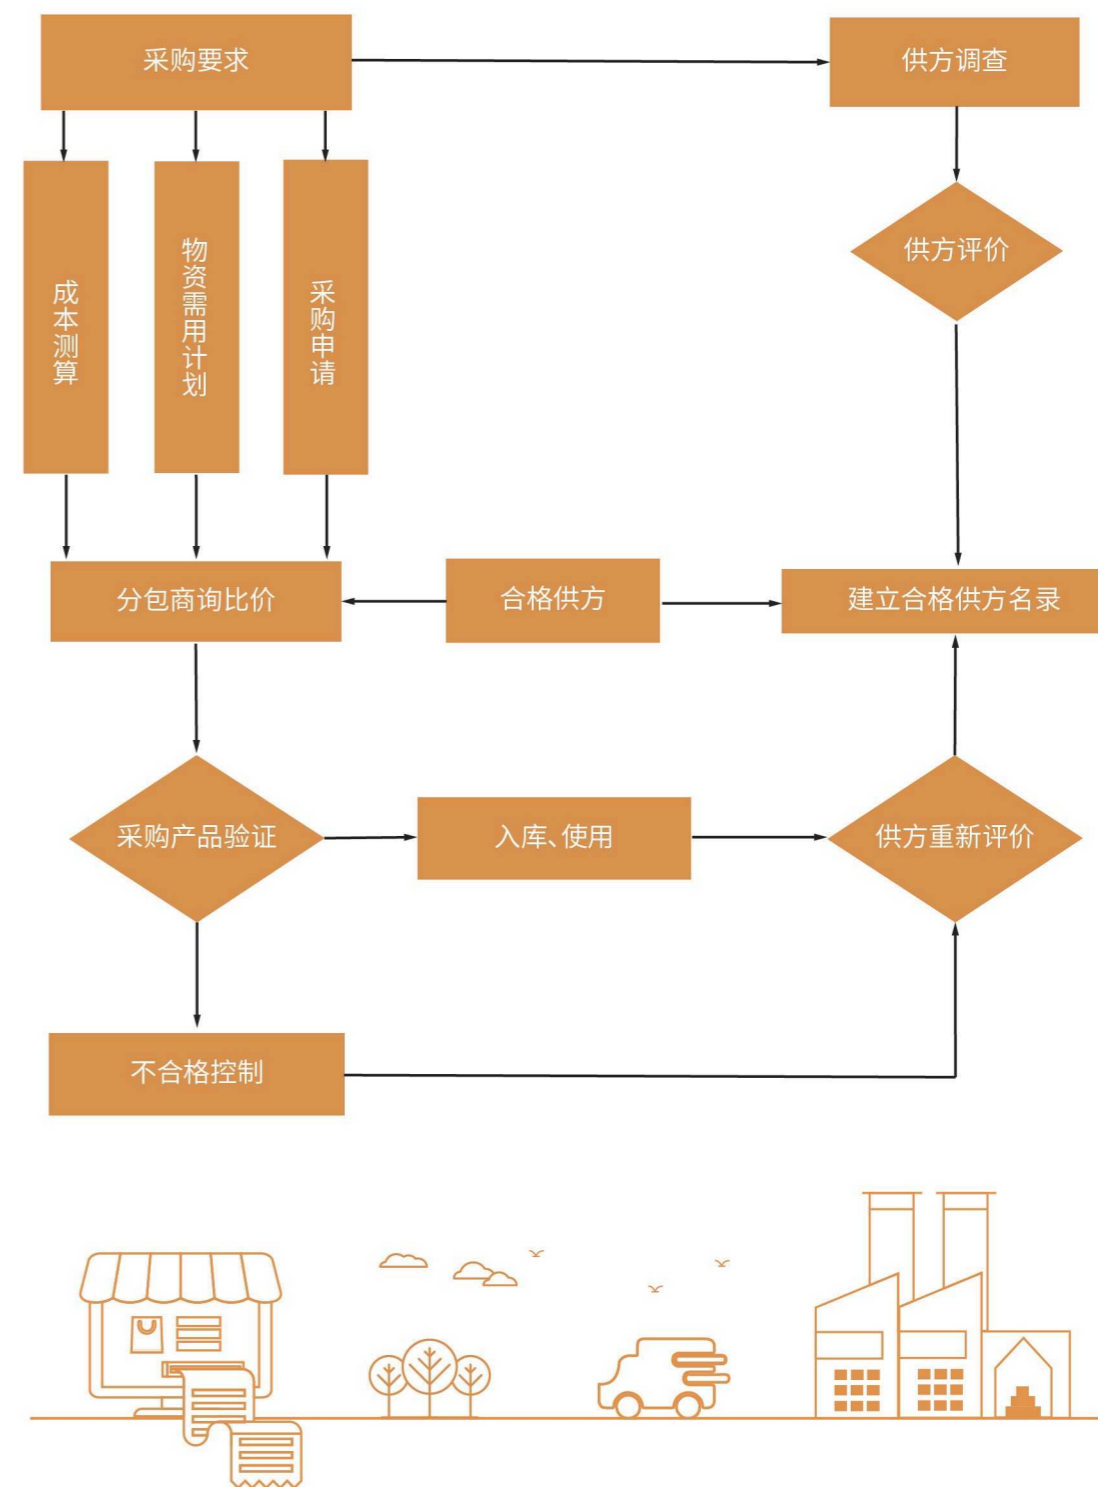 采购要求
供方调查
供方评价
成本测算
物资需用计划
采购申请
分包商询比价
合格供方
建立合格供方名录
采购产品验证
入库、使用
供方重新评价
不合格控制